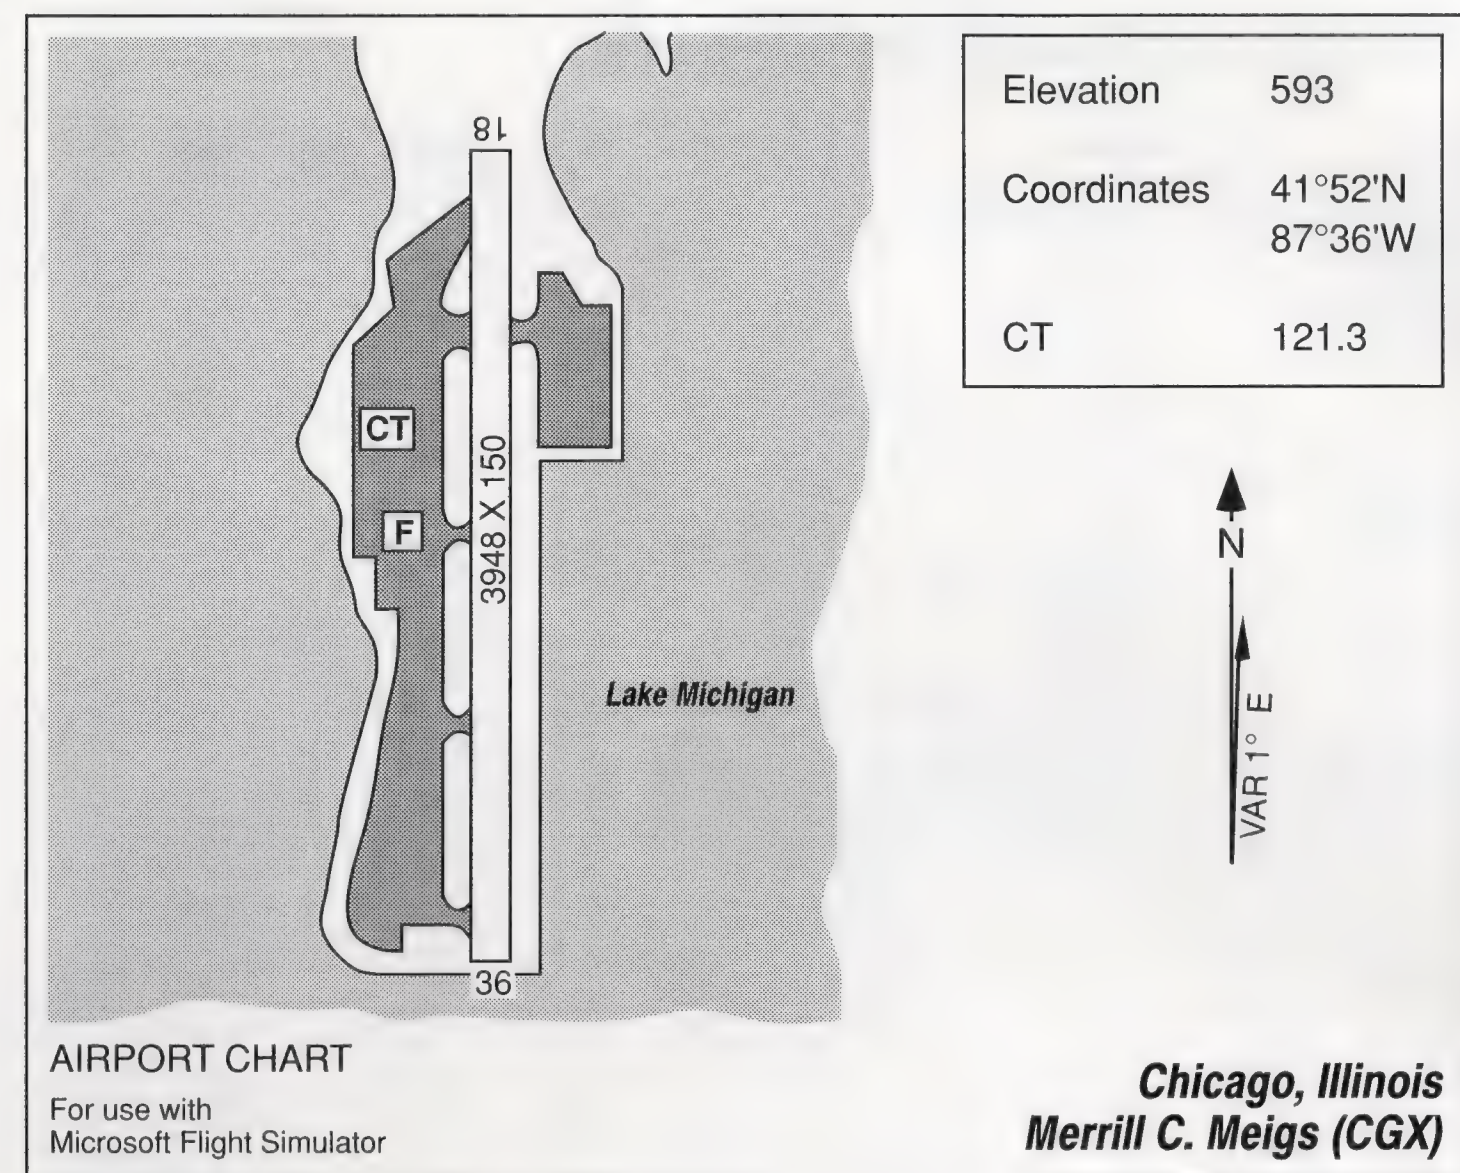 18
CT
F
3948 X 150
36
Lake Michigan
Elevation 593
Coordinates 41°52'N
87°36'W
CT 121.3
N
VAR 1° E
AIRPORT CHART
For use with
Microsoft Flight Simulator
Chicago, Illinois
Merrill C. Meigs (CGX)